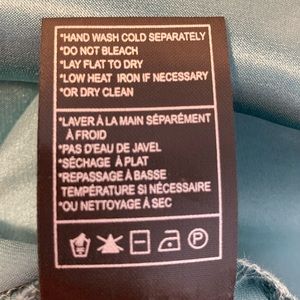 *HAND WASH COLD SEPARATELY
*DO NOT BLEACH
*LAY FLAT TO DRY
*LOW HEAT IRON IF NECESSARY
*OR DRY CLEAN
*LAVER À LA MAIN SÉPARÉMENT
À FROID
*PAS D'EAU DE JAVEL
*SÉCHAGE À PLAT
*REPASSAGE À BASSE
TEMPÉRATURE SI NÉCESSAIRE
*OU NETTOYAGE À SEC
P